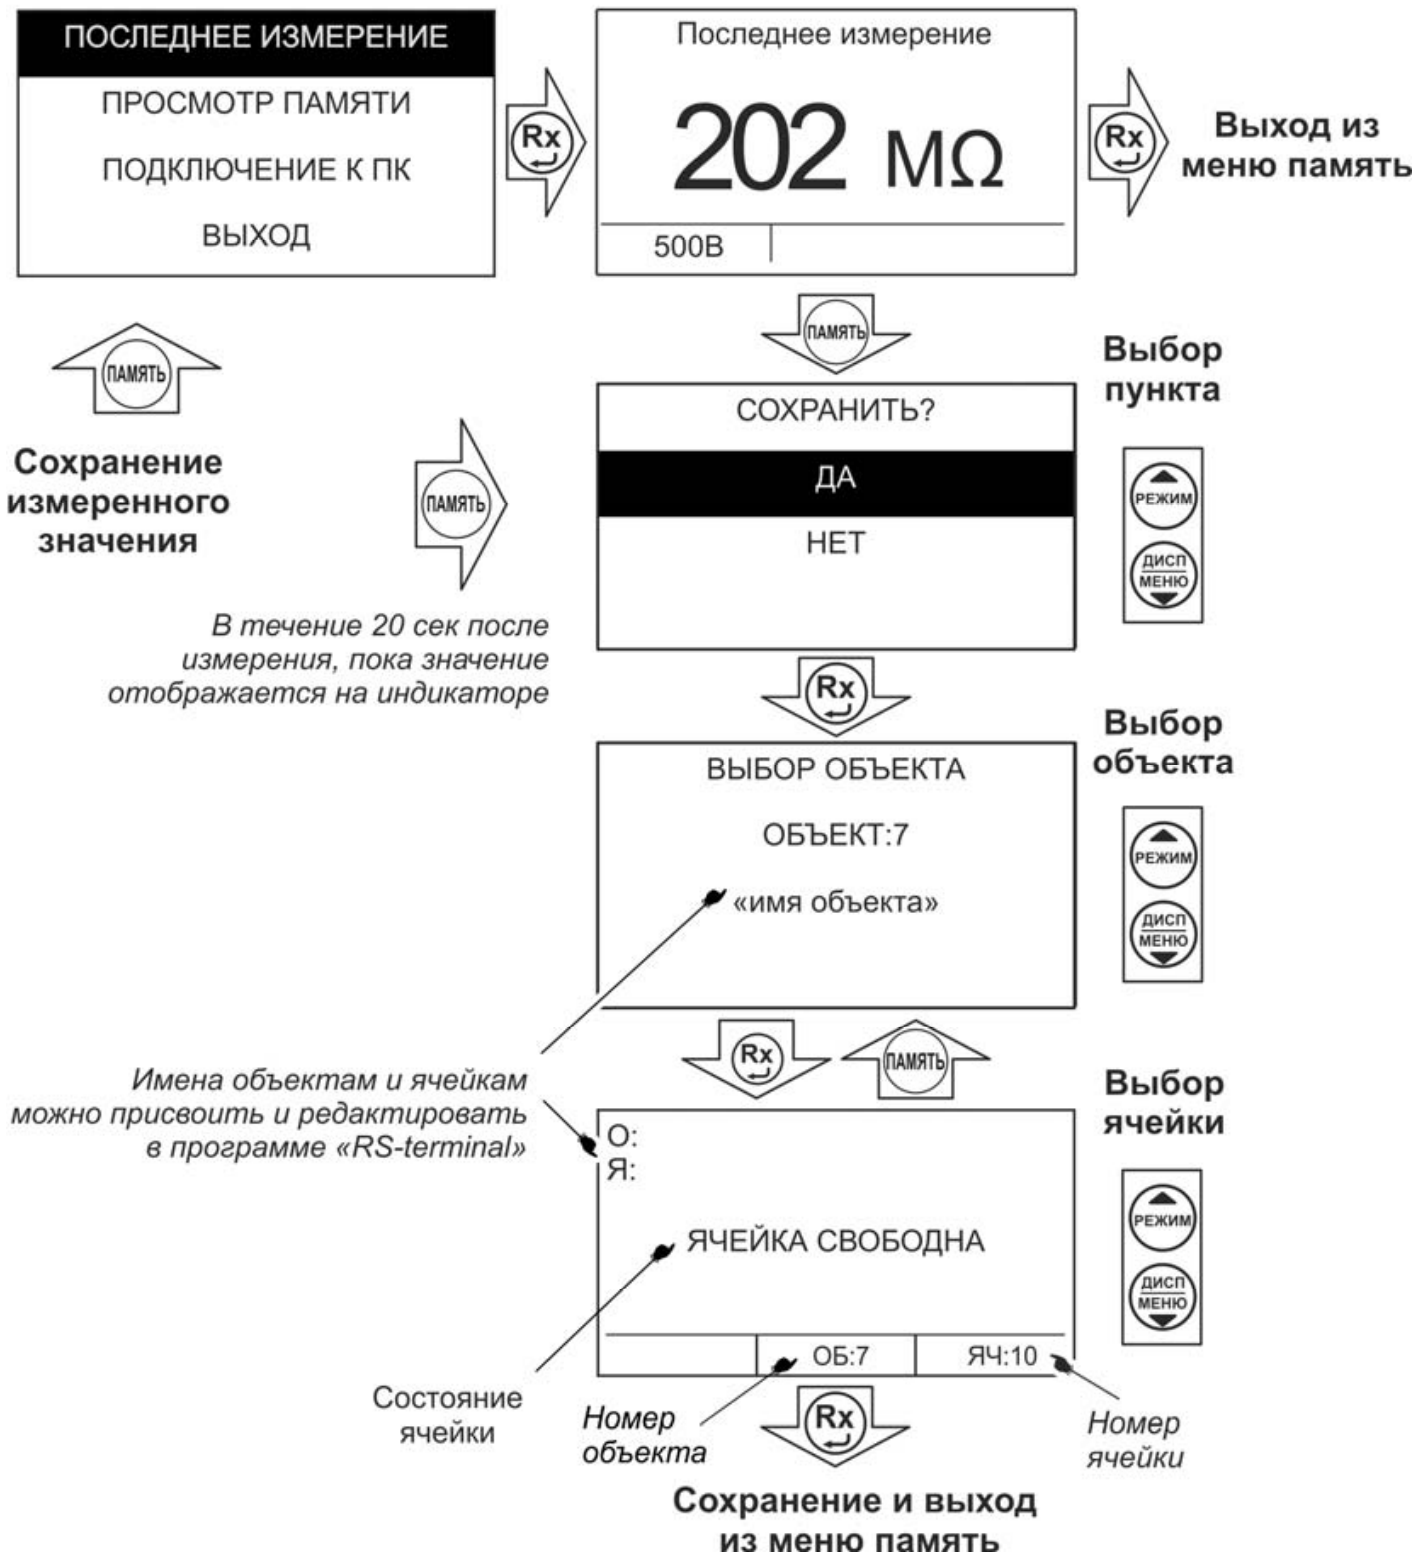 ПОСЛЕДНЕЕ ИЗМЕРЕНИЕ
ПРОСМОТР ПАМЯТИ
ПОДКЛЮЧЕНИЕ К ПК
ВЫХОД
Rx
Последнее измерение
202 MΩ
500В
Rx
Выход из
меню память
ПАМЯТЬ
Сохранение
измеренного
значения
ПАМЯТЬ
ПАМЯТЬ
В течение 20 сек после
измерения, пока значение
отображается на индикаторе
СОХРАНИТЬ?
ДА
НЕТ
Выбор
пункта
РЕЖИМ
ДИСП
МЕНЮ
Rx
ВЫБОР ОБЪЕКТА
ОБЪЕКТ:7
«имя объекта»
Выбор
объекта
РЕЖИМ
ДИСП
МЕНЮ
Rx
ПАМЯТЬ
Имена объектам и ячейкам
можно присвоить и редактировать
в программе «RS-terminal»
О:
Я:
ЯЧЕЙКА СВОБОДНА
ОБ:7
ЯЧ:10
Выбор
ячейки
РЕЖИМ
ДИСП
МЕНЮ
Состояние
ячейки
Номер
объекта
Rx
Номер
ячейки
Сохранение и выход
из меню память